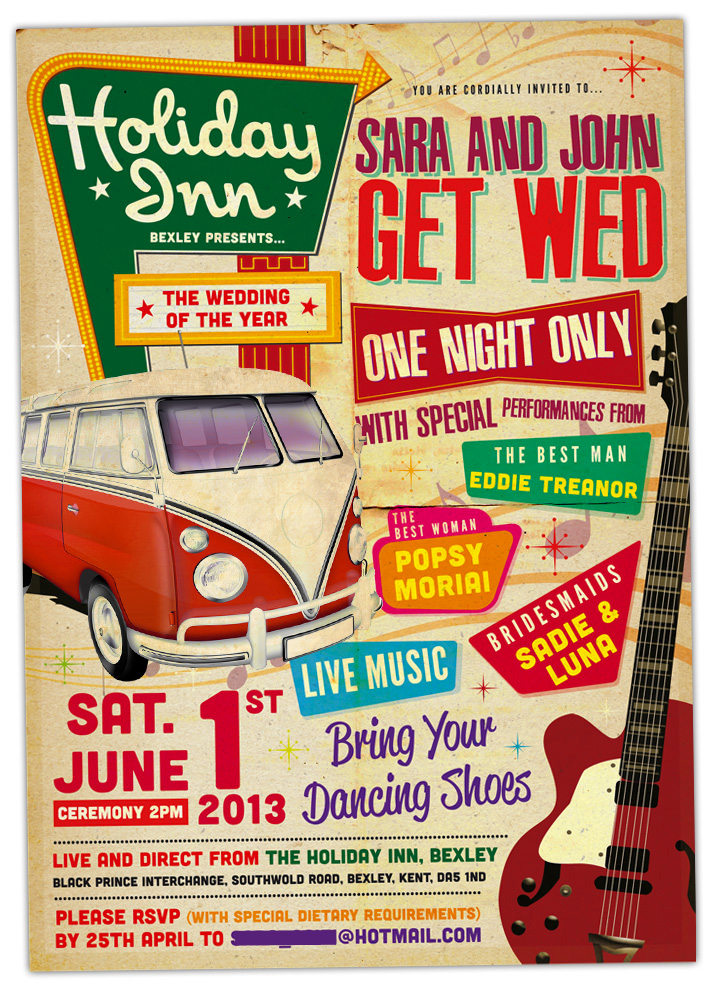 YOU ARE CORDIALLY INVITED TO...
Holiday
Inn
BEXLEY PRESENTS...
THE WEDDING
OF THE YEAR
SARA AND JOHN
GET WED
ONE NIGHT ONLY
WITH SPECIAL PERFORMANCES FROM
THE BEST MAN
EDDIE TREANOR
THE
BEST WOMAN
POPSY
MORIAI
BRIDESMAIDS
SADIE &
LUNA
LIVE MUSIC
Bring Your
Dancing Shoes
SAT. 1ST
JUNE
CEREMONY 2PM 2013
LIVE AND DIRECT FROM THE HOLIDAY INN, BEXLEY
BLACK PRINCE INTERCHANGE, SOUTHWOLD ROAD, BEXLEY, KENT, DA5 1ND
PLEASE RSVP (WITH SPECIAL DIETARY REQUIREMENTS)
BY 25TH APRIL TO @HOTMAIL.COM